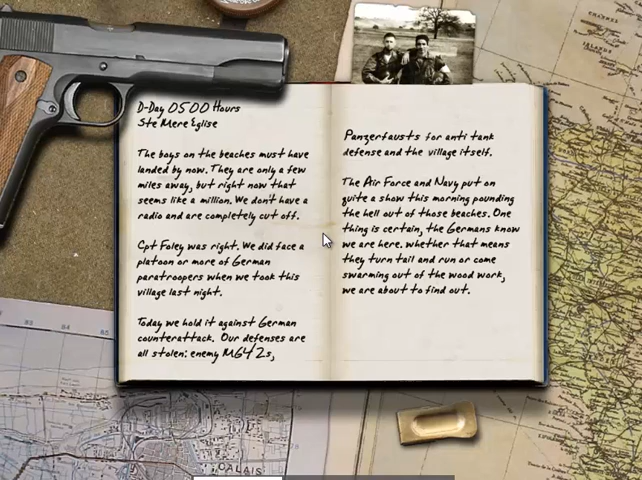 D-Day 0500 Hours
Ste Mere Eglise
The boys on the beaches must have
landed by now. They are only a few
miles away, but right now that
seems like a million. We don't have a
radio and are completely cut off.
Cpt Foley was right. We did face a
platoon or more of German
paratroopers when we took this
village last night.
Today we hold it against German
counterattack. Our defenses are
all stolen: enemy MG42s,
Panzerfausts for anti tank
defense and the village itself.
The Air Force and Navy put on
quite a show this morning pounding
the hell out of those beaches. One
thing is certain, the Germans know
we are here. whether that means
they turn tail and run or come
swarming out of the wood work,
we are about to find out.
ISLANDS
83
84
85
CALAIS